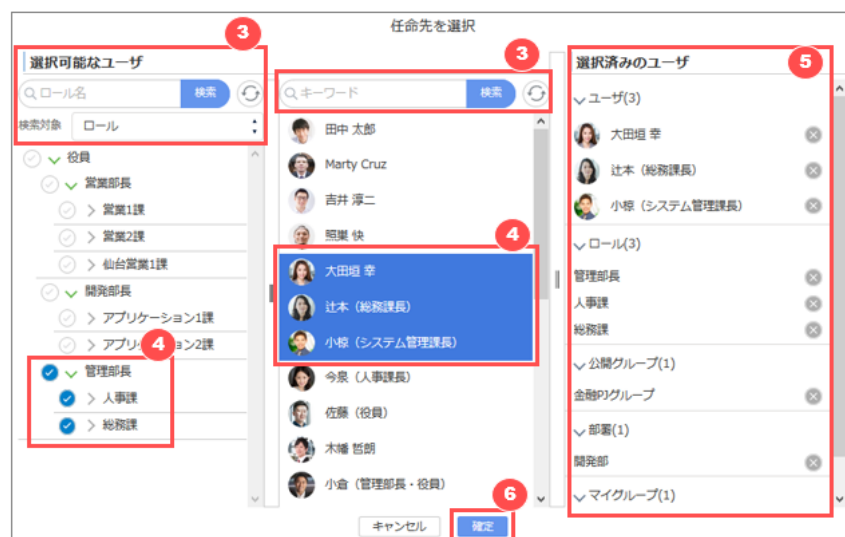 任命先を選択
3
選択可能なユーザ
ロール名
検索
検索対象
ロール
役員
営業部長
営業1課
営業2課
仙台営業1課
開発部長
アプリケーション1課
アプリケーション2課
4
管理部長
人事課
総務課
3
キーワード
検索
田中 太郎
Marty Cruz
吉井 淳二
照巣 快
4
大田垣 幸
辻本（総務課長）
小椋（システム管理課長）
今泉（人事課長）
佐藤（役員）
木幡 哲朗
小倉（管理部長・役員）
選択済みのユーザ
5
ユーザ(3)
大田垣 幸
辻本（総務課長）
小椋（システム管理課長）
ロール(3)
管理部長
人事課
総務課
公開グループ(1)
金融PJグループ
部署(1)
開発部
マイグループ(1)
キャンセル
6
確定